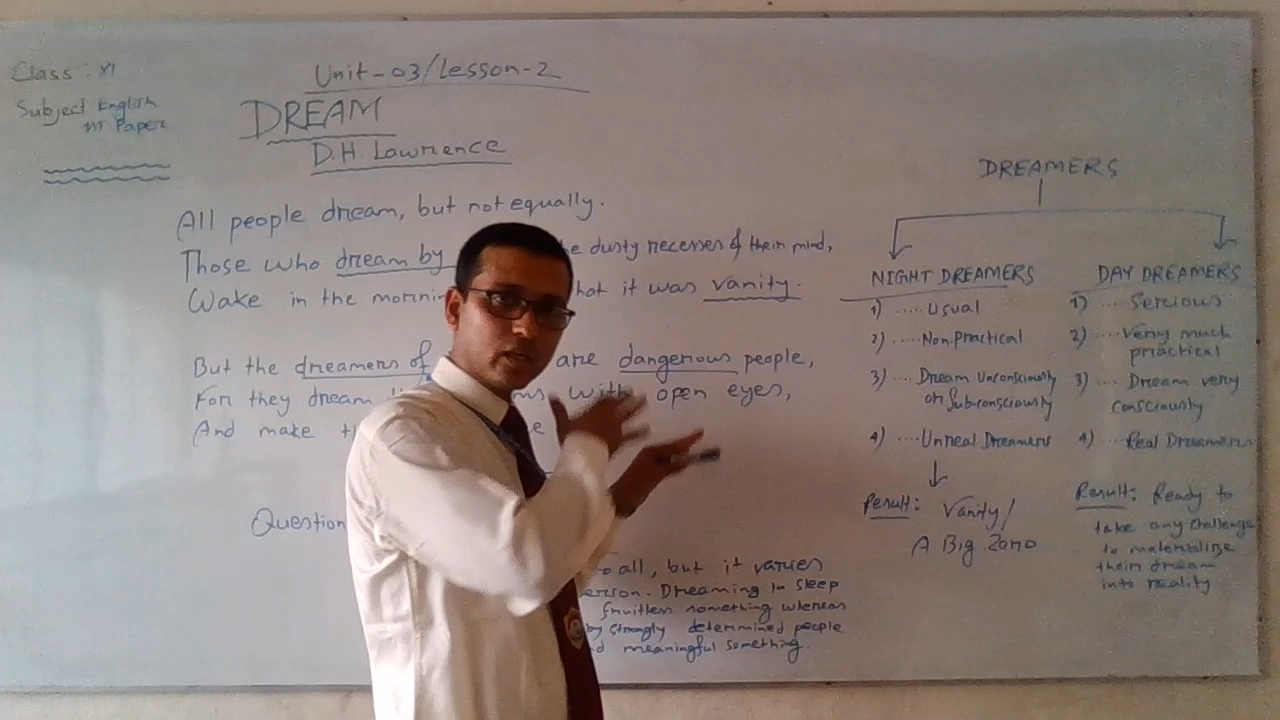 Class: XI
Subject English
1st Paper
Unit-03/Lesson-2
DREAM
D.H. Lawrence
All people dream, but not equally.
Those who dream by the dusty recesses of their mind,
Wake in the morning that it was vanity.
But the dreamers of are dangerous people,
For they dream with open eyes,
And make
Question
to all, but it varies
person. Dreaming in sleep
fruitless something whereas
by strongly determined people
and meaningful something.
DREAMERS
NIGHT DREAMERS
1) ..... Usual
2) ..... Non-Practical
3) .... Dream Unconsciously
or Sub-consciously
4) .... Unreal Dreamers
Result: Vanity/
A Big Zero
DAY DREAMERS
1) .... Serious
2) .... Very much
practical
3) .... Dream very
consciously
4) .... Real Dreamers
Result: Ready to
take any challenge
to materialize
their dream
into reality